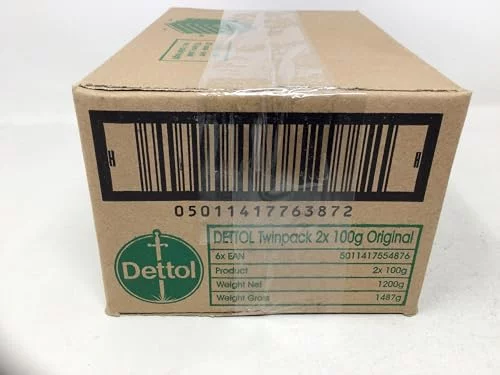 05011417763872
DETTOL Twinpack 2x 100g Original
6x EAN 5011417554876
Product 2x 100g
Weight Net 1200g
Weight Gross 1487g
Dettol